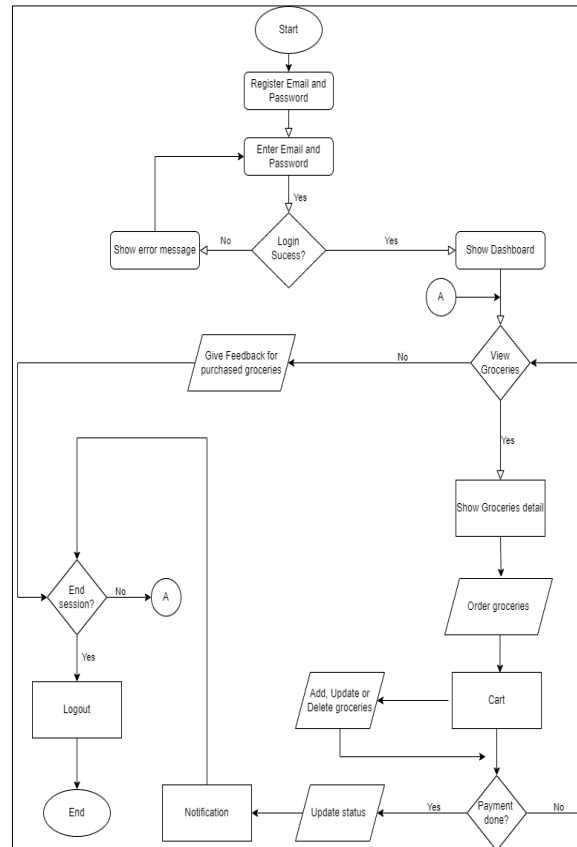 Start
Register Email and
Password
Enter Email and
Password
Yes
Show error message
No
Login
Sucess?
Yes
Show Dashboard
A
Give Feedback for
purchased groceries
No
View
Groceries
Yes
Show Groceries detail
End
session?
No
A
Order groceries
Yes
Logout
Add, Update or
Delete groceries
Cart
End
Notification
Update status
Yes
Payment
done?
No